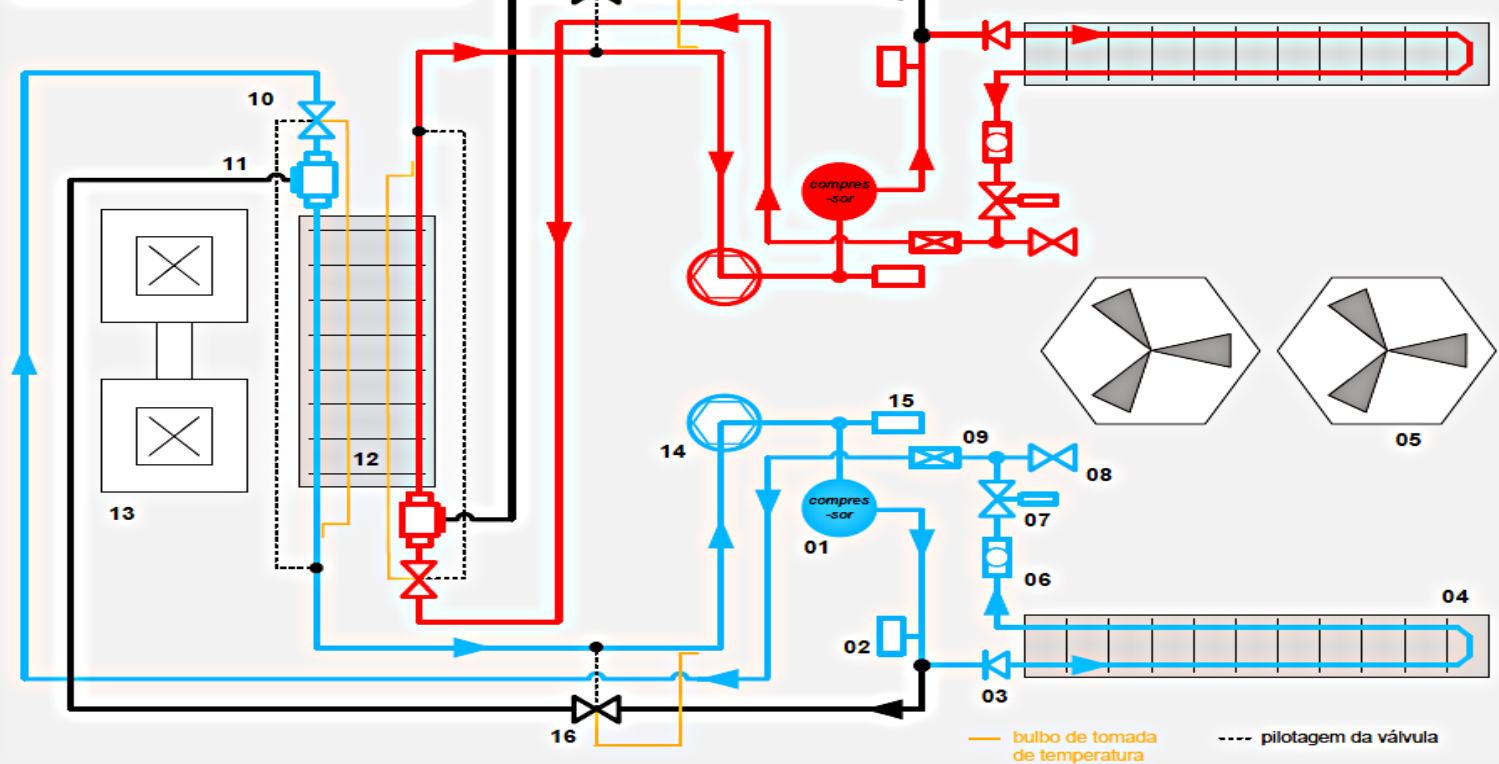 10
11
compres
-sor
12
13
15
14
09
08
compres
-sor
07
01
05
06
04
02
03
16
bulbo de tomada
de temperatura
pilotagem da válvula